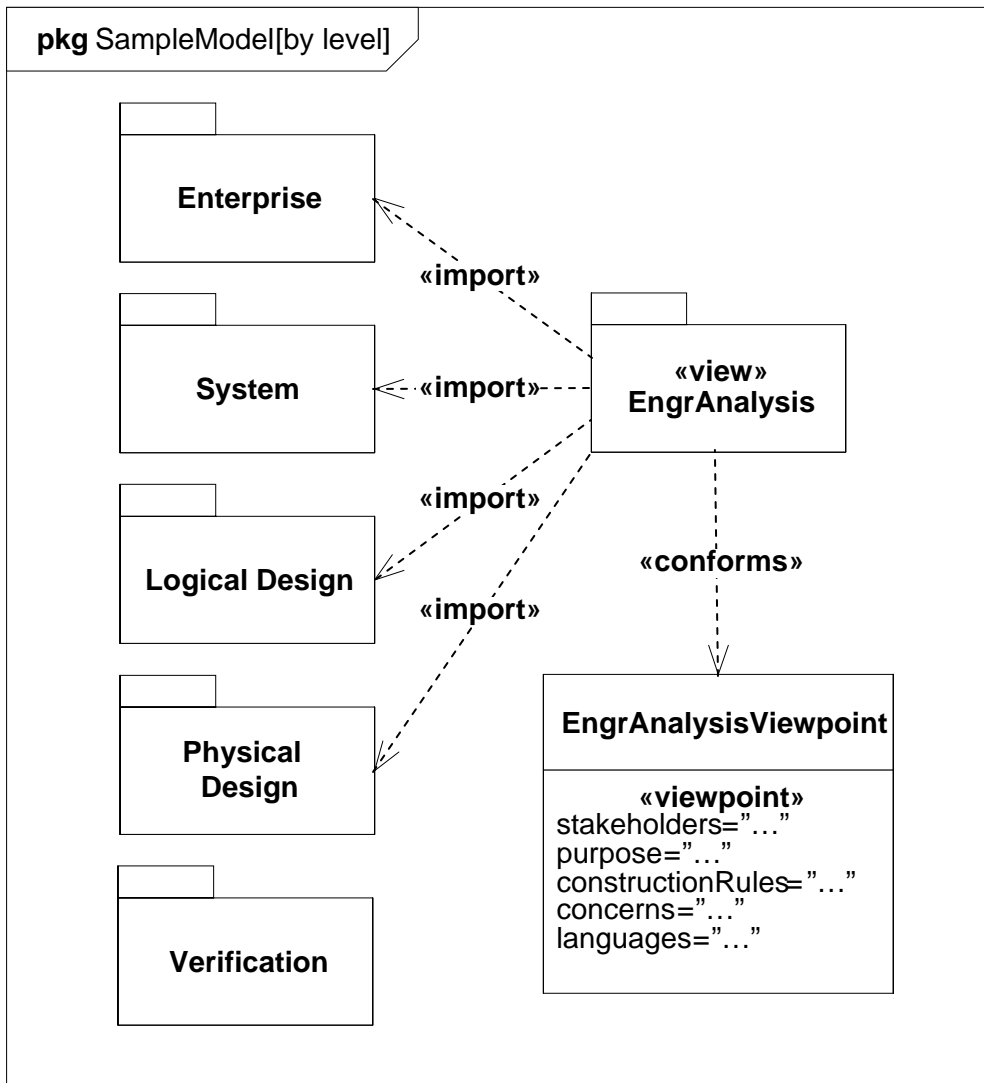 pkg SampleModel[by level]
Enterprise
«import»
System
«import»
«view»
EngrAnalysis
Logical Design
«import»
«conforms»
«import»
Physical
Design
EngrAnalysisViewpoint
«viewpoint»
stakeholders=”…”
purpose=”…”
constructionRules=”…”
concerns=”…”
languages=”…”
Verification